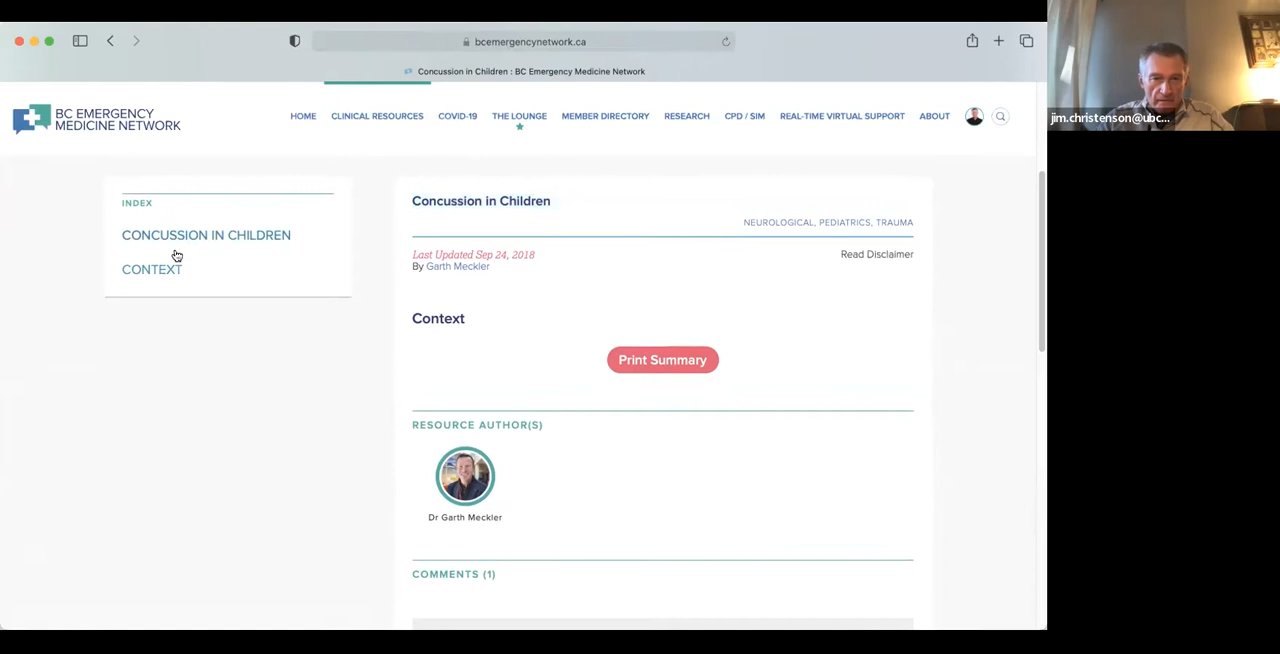 bcemergencynetwork.ca
Concussion in Children : BC Emergency Medicine Network
jim.christenson@ubc...
BC EMERGENCY
MEDICINE NETWORK
HOME CLINICAL RESOURCES COVID-19 THE LOUNGE MEMBER DIRECTORY RESEARCH CPD / SIM REAL-TIME VIRTUAL SUPPORT ABOUT
INDEX
CONCUSSION IN CHILDREN
CONTEXT
Concussion in Children
NEUROLOGICAL, PEDIATRICS, TRAUMA
Last Updated Sep 24, 2018
Read Disclaimer
By Garth Meckler
Context
Print Summary
RESOURCE AUTHOR(S)
Dr Garth Meckler
COMMENTS (1)